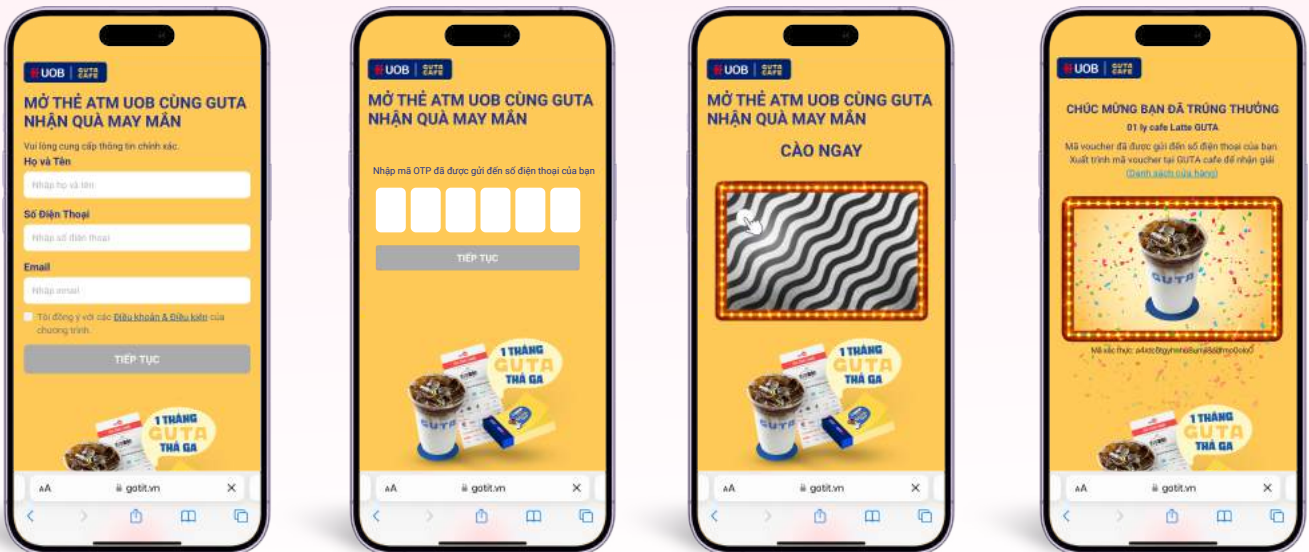 UOB GUTA CAFE
MỞ THẺ ATM UOB CÙNG GUTA
NHẬN QUÀ MAY MẮN
Vui lòng cung cấp thông tin chính xác.
Họ và Tên
Nhập họ và tên
Số Điện Thoại
Nhập số điện thoại
Email
Nhập email
Tôi đồng ý với các Điều khoản & Điều kiện của
chương trình.
TIẾP TỤC
1 THÁNG
GUTA
THẢ GA
AA gotit.vn
UOB GUTA CAFE
MỞ THẺ ATM UOB CÙNG GUTA
NHẬN QUÀ MAY MẮN
Nhập mã OTP đã được gửi đến số điện thoại của bạn
TIẾP TỤC
1 THÁNG
GUTA
THẢ GA
GUTA
AA gotit.vn
UOB GUTA CAFE
MỞ THẺ ATM UOB CÙNG GUTA
NHẬN QUÀ MAY MẮN
CÀO NGAY
1 THÁNG
GUTA
THẢ GA
GUTA
AA gotit.vn
UOB GUTA CAFE
CHÚC MỪNG BẠN ĐÃ TRÚNG THƯỞNG
01 ly cafe Latte GUTA
Mã voucher đã được gửi đến số điện thoại của bạn
Xuất trình mã voucher tại GUTA cafe để nhận giải
(Danh sách cửa hàng)
GUTA
Mã xác thực:
1 THÁNG
GUTA
THẢ GA
AA gotit.vn